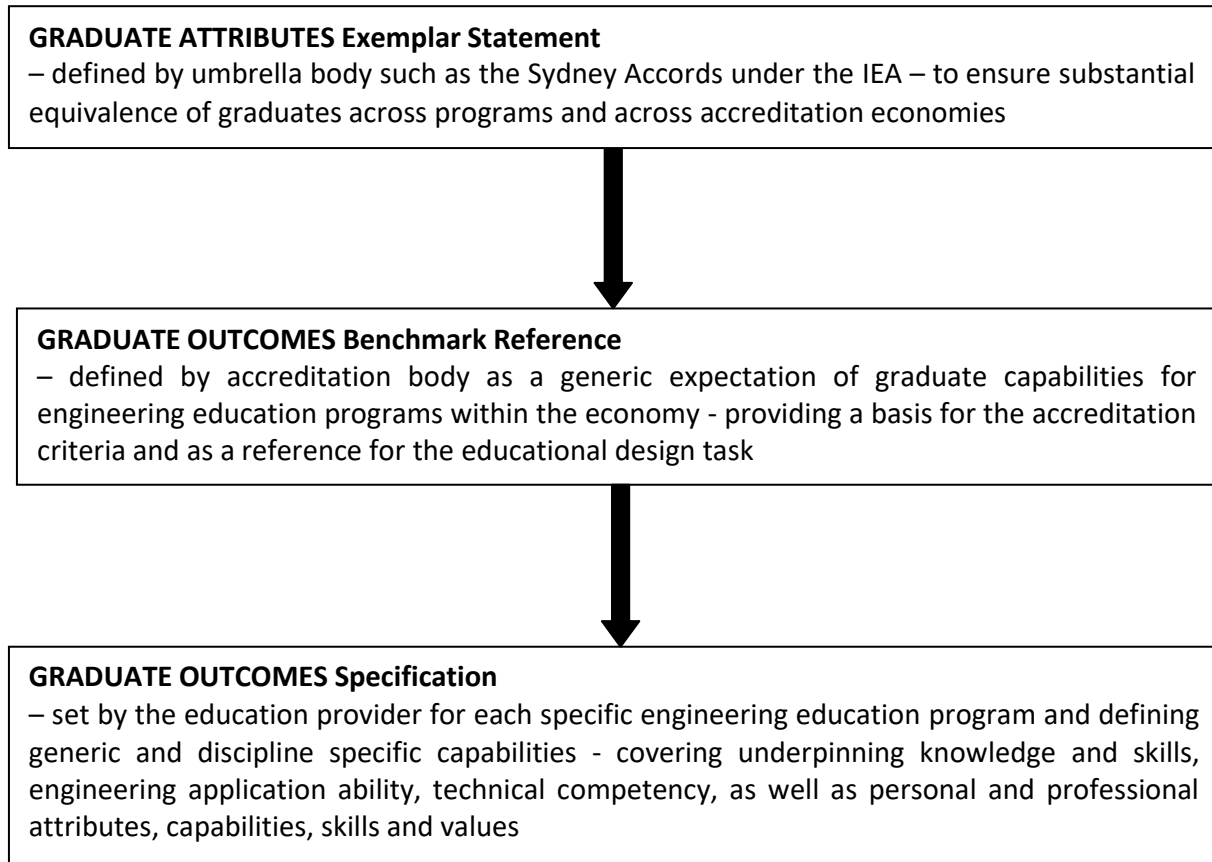 GRADUATE ATTRIBUTES Exemplar Statement
– defined by umbrella body such as the Sydney Accords under the IEA – to ensure substantial
equivalence of graduates across programs and across accreditation economies
GRADUATE OUTCOMES Benchmark Reference
– defined by accreditation body as a generic expectation of graduate capabilities for
engineering education programs within the economy - providing a basis for the accreditation
criteria and as a reference for the educational design task
GRADUATE OUTCOMES Specification
– set by the education provider for each specific engineering education program and defining
generic and discipline specific capabilities - covering underpinning knowledge and skills,
engineering application ability, technical competency, as well as personal and professional
attributes, capabilities, skills and values